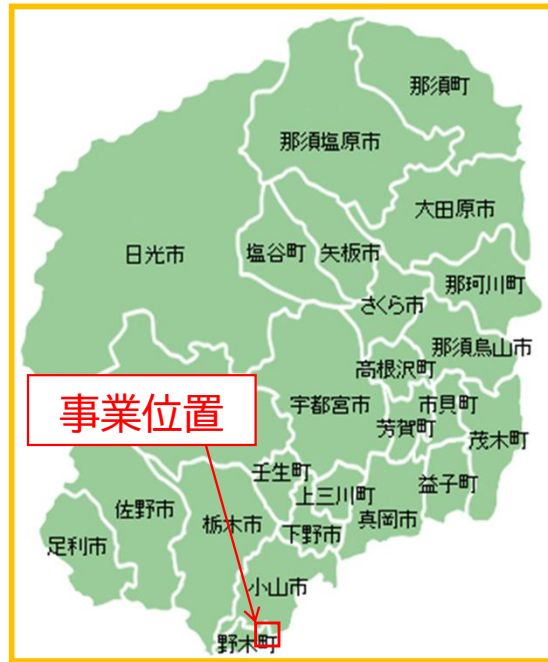 那須町
那須塩原市
大田原市
日光市
塩谷町
矢板市
那珂川町
さくら市
那須烏山市
高根沢町
事業位置
宇都宮市
市貝町
芳賀町
茂木町
壬生町
益子町
上三川町
佐野市
栃木市
真岡市
下野市
足利市
小山市
野木町